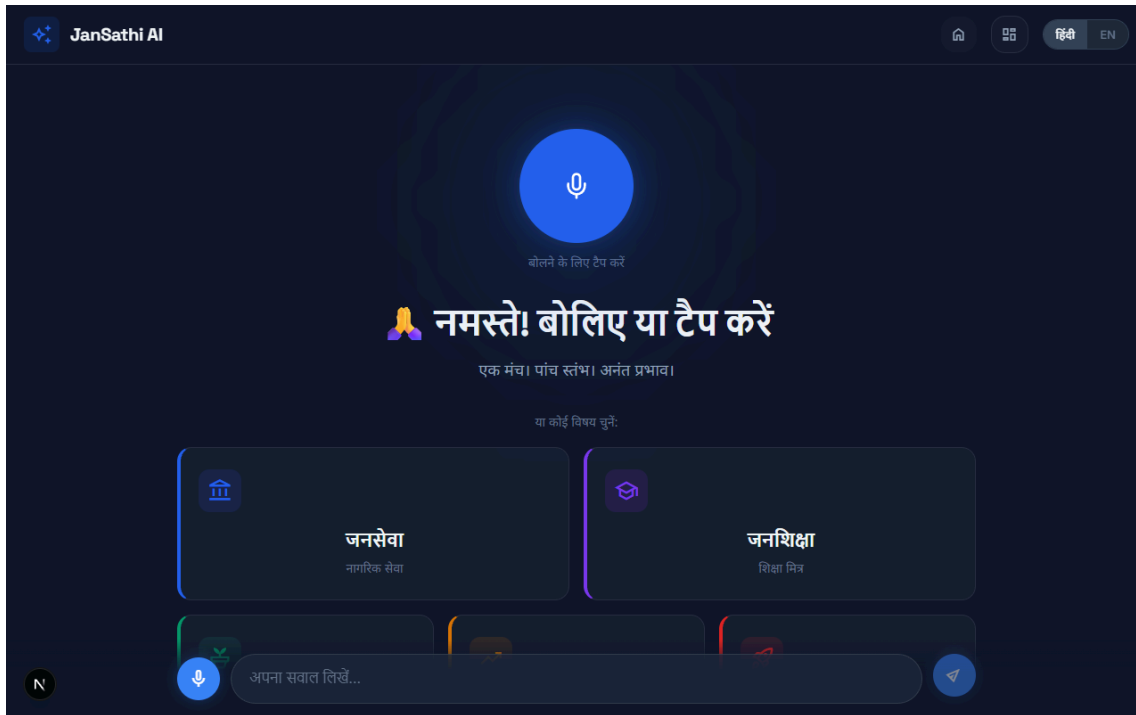 JanSathi AI
हिंदी
EN
बोलने के लिए टैप करें
🙏 नमस्ते! बोलिए या टैप करें
एक मंच। पांच स्तंभ। अनंत प्रभाव।
या कोई विषय चुनें:
जनसेवा
नागरिक सेवा
जनशिक्षा
शिक्षा मित्र
अपना सवाल लिखें...
N